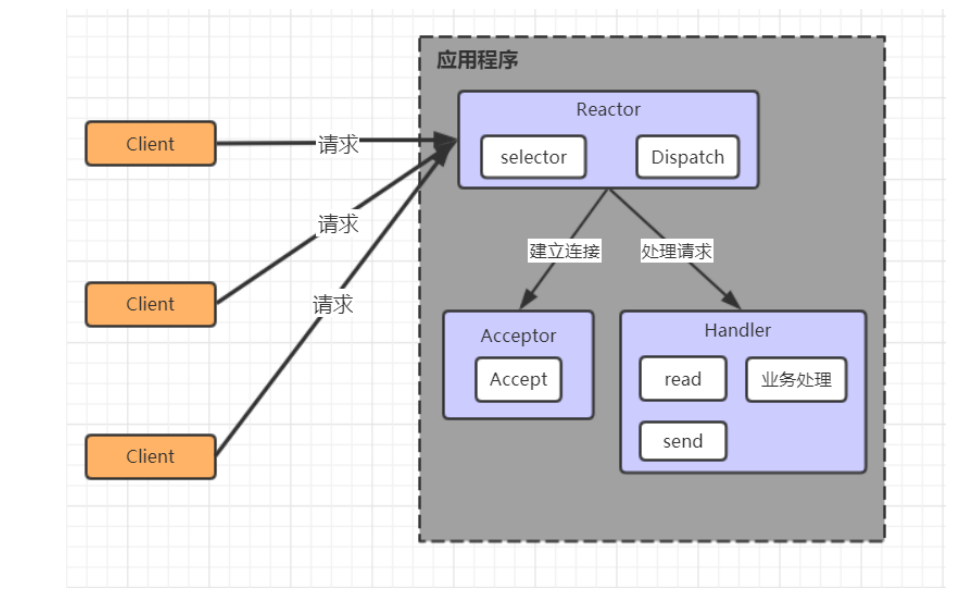 应用程序
Reactor
selector
Dispatch
Client
请求
Client
请求
Client
请求
建立连接
处理请求
Acceptor
Accept
Handler
read
业务处理
send